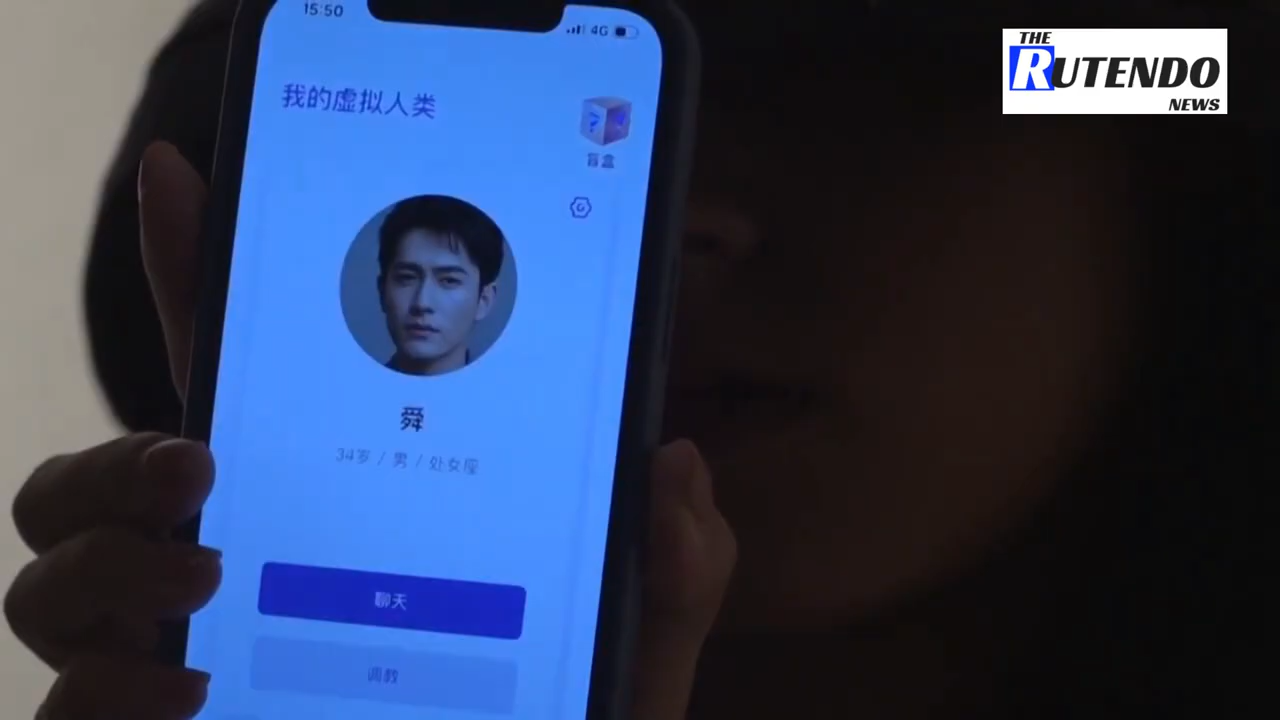 15:50
4G
我的虚拟人类
盲盒
舜
34岁 / 男 / 处女座
聊天
调教
THE
RUTENDO
NEWS